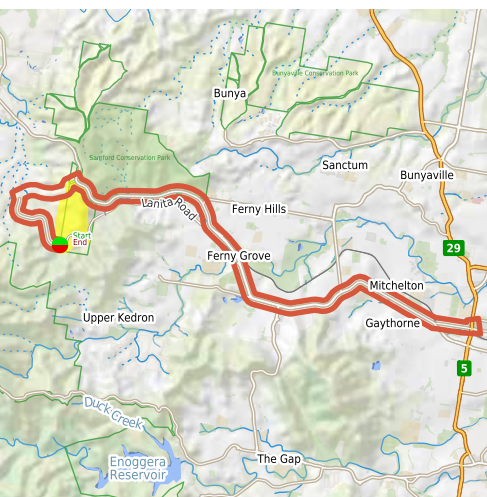 Bunyaville Conservation Park
Bunya
Samford Conservation Park
Sanctum
Bunyaville
Lanita Road
Ferny Hills
Start
End
29
Ferny Grove
Mitchelton
Upper Kedron
Gaythorne
5
Duck Creek
The Gap
Enoggera
Reservoir